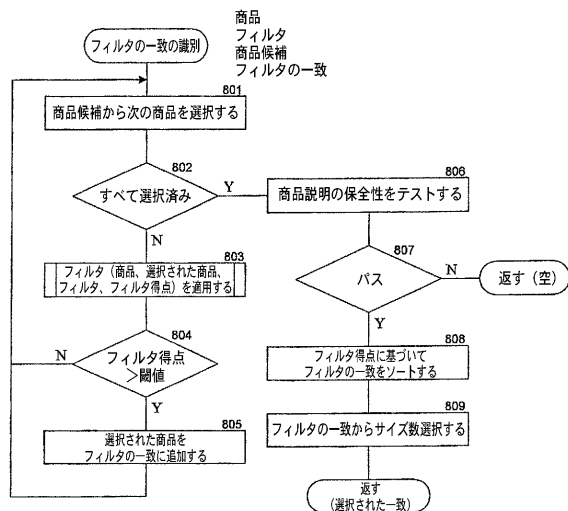 商品
フィルタ
商品候補
フィルタの一致
フィルタの一致の識別
801
商品候補から次の商品を選択する
802
すべて選択済み
Y
N
803
フィルタ（商品、選択された商品、
フィルタ、フィルタ得点）を適用する
804
フィルタ得点
＞閾値
N
Y
805
選択された商品を
フィルタの一致に追加する
806
商品説明の保全性をテストする
807
パス
N
返す（空）
Y
808
フィルタ得点に基づいて
フィルタの一致をソートする
809
フィルタの一致からサイズ数選択する
返す
（選択された一致）